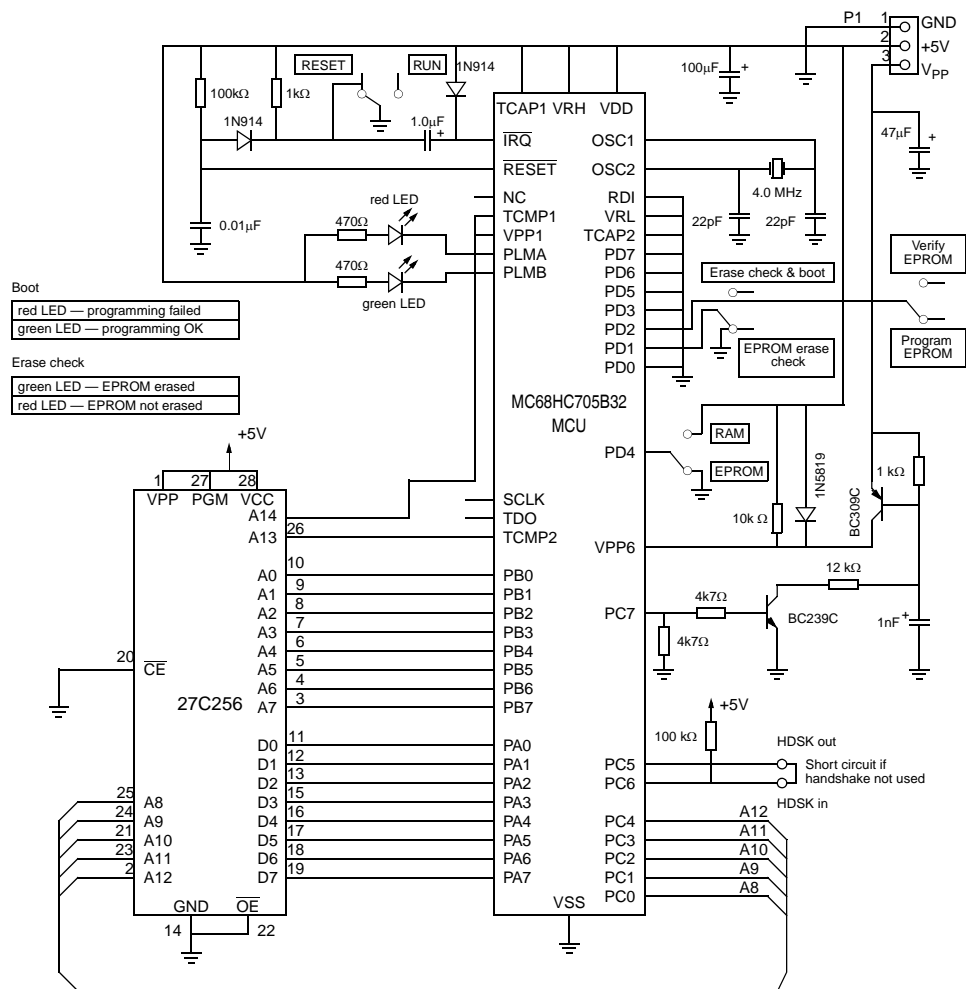 P1
1
GND
2
+5V
3
VPP
RESET
RUN
1N914
100μF
+
100kΩ
1kΩ
TCAP1
VRH
VDD
47μF
+
1N914
1.0μF
+
IRQ
OSC1
RESET
OSC2
4.0 MHz
NC
RDI
red LED
TCMP1
VRL
22pF
22pF
0.01μF
470Ω
VPP1
TCAP2
PLMA
PD7
Verify
EPROM
470Ω
PLMB
PD6
Erase check & boot
Boot
green LED
PD5
red LED — programming failed
PD3
green LED — programming OK
PD2
Program
EPROM
Erase check
PD1
EPROM erase
check
green LED — EPROM erased
PD0
red LED — EPROM not erased
MC68HC705B32
MCU
+5V
RAM
PD4
EPROM
1N5819
1 kΩ
1
27
28
VPP
PGM
VCC
SCLK
BC309C
A14
TDO
10k Ω
A13
26
TCMP2
VPP6
A0
10
PB0
12 kΩ
A1
9
PB1
4k7Ω
A2
8
PB2
PC7
BC239C
1nF
+
A3
7
PB3
4k7Ω
A4
6
PB4
20
CE
A5
5
PB5
A6
4
PB6
27C256
A7
3
PB7
+5V
100 kΩ
D0
11
PA0
HDSK out
D1
12
PA1
PC5
Short circuit if
handshake not used
D2
13
PA2
PC6
25
A8
D3
15
PA3
HDSK in
24
A9
D4
16
PA4
PC4
A12
21
A10
D5
17
PA5
PC3
A11
23
A11
D6
18
PA6
PC2
A10
2
A12
D7
19
PA7
PC1
A9
PC0
A8
GND
OE
VSS
14
22